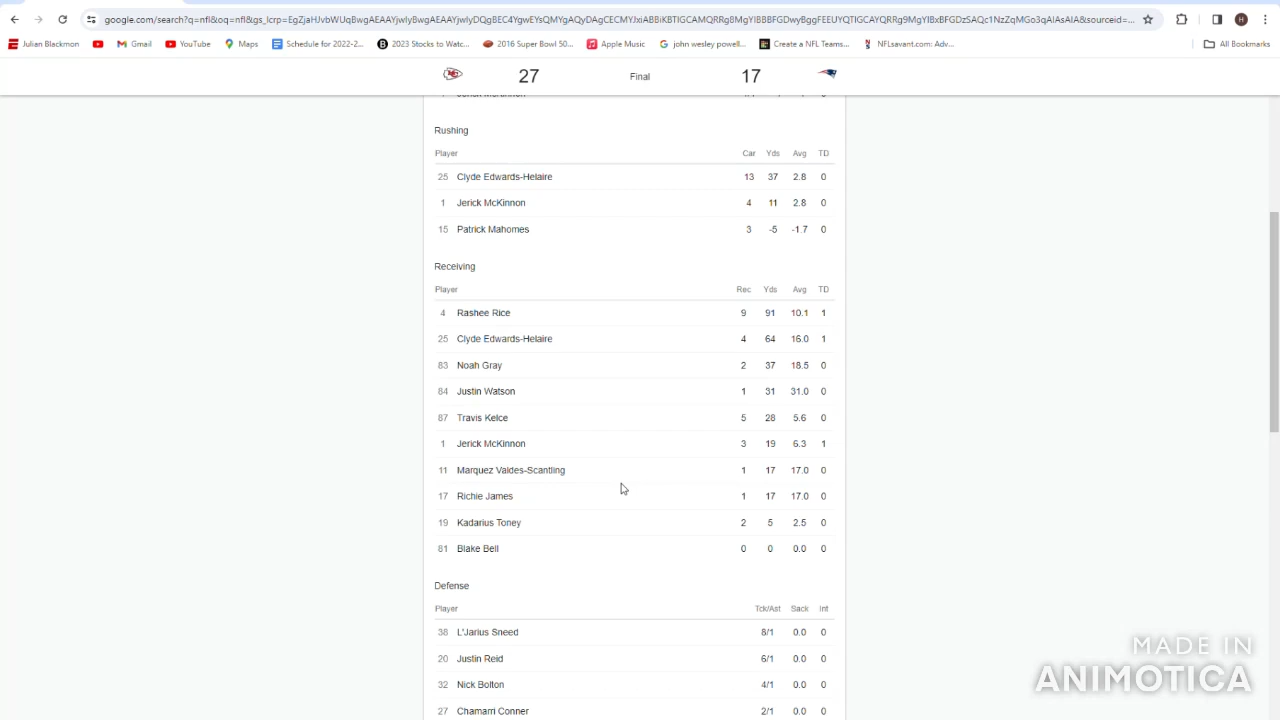 google.com/search?q=nfl&oq=nfl&gs_lcrp=EgZjaHJvbWUqBwgAEAAYjwIyBwgAEAAYjwIyDQgBEC4YgwEYsQMYgAQyDAgCECMYJxiABBiKBTIGCAMQRRg8MgYIBBBFGDwyBggFEEUYQTIGCAYQRRg9MgYIBxBFGDzSAQc1NzZqMGo3qAIAsAIA&sourceid=...
Julian Blackmon Gmail YouTube Maps Schedule for 2022-2... 2023 Stocks to Watc... 2016 Super Bowl 50... Apple Music john wesley powell... Create a NFL Teams... NFLsavant.com: Adv... All Bookmarks
27 Final 17
Rushing
Player Car Yds Avg TD
25 Clyde Edwards-Helaire 13 37 2.8 0
1 Jerick McKinnon 4 11 2.8 0
15 Patrick Mahomes 3 -5 -1.7 0
Receiving
Player Rec Yds Avg TD
4 Rashee Rice 9 91 10.1 1
25 Clyde Edwards-Helaire 4 64 16.0 1
83 Noah Gray 2 37 18.5 0
84 Justin Watson 1 31 31.0 0
87 Travis Kelce 5 28 5.6 0
1 Jerick McKinnon 3 19 6.3 1
11 Marquez Valdes-Scantling 1 17 17.0 0
17 Richie James 1 17 17.0 0
19 Kadarius Toney 2 5 2.5 0
81 Blake Bell 0 0 0.0 0
Defense
Player Tck/Ast Sack Int
38 L'Jarius Sneed 8/1 0.0 0
20 Justin Reid 6/1 0.0 0
32 Nick Bolton 4/1 0.0 0
27 Chamarri Conner 2/1 0.0 0
MADE IN
ANIMOTICA